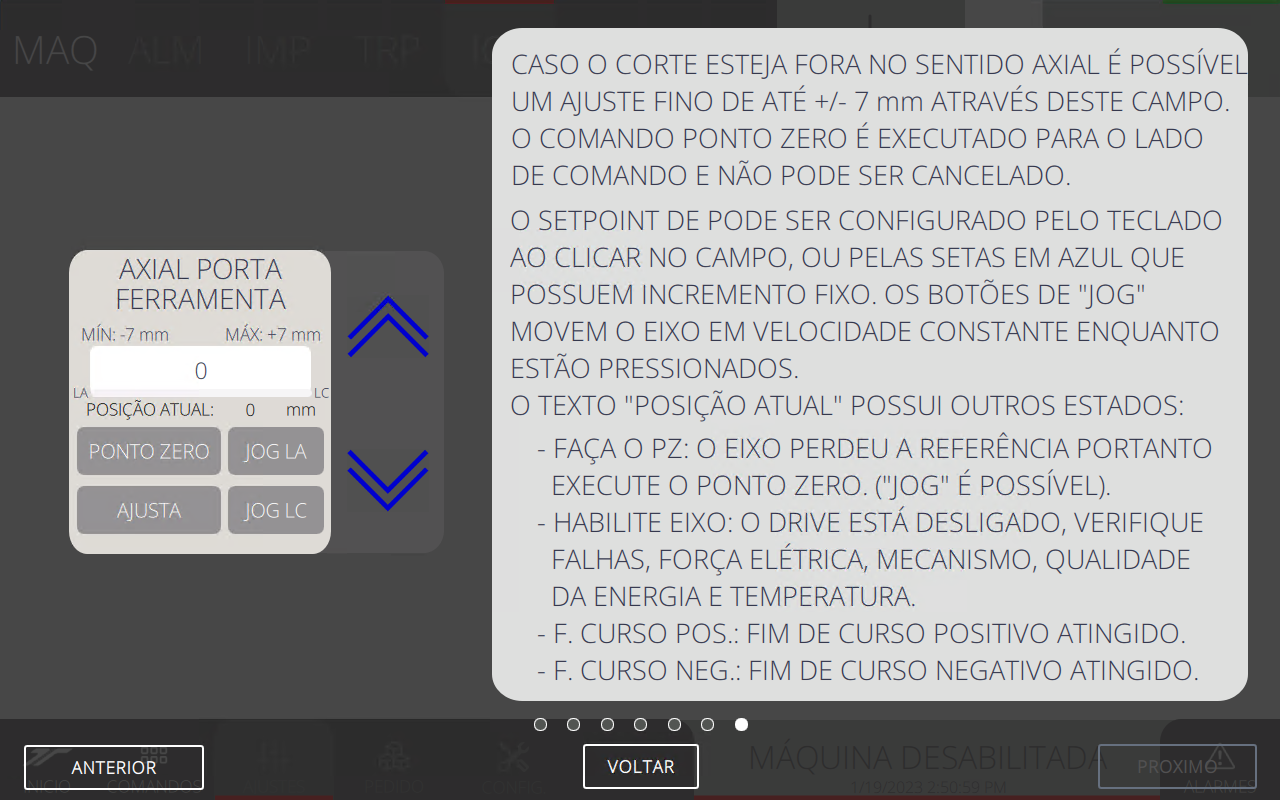 MAQ ALM IMP TRP
CASO O CORTE ESTEJA FORA NO SENTIDO AXIAL É POSSÍVEL
UM AJUSTE FINO DE ATÉ +/- 7 mm ATRAVÉS DESTE CAMPO.
O COMANDO PONTO ZERO É EXECUTADO PARA O LADO
DE COMANDO E NÃO PODE SER CANCELADO.
O SETPOINT DE PODE SER CONFIGURADO PELO TECLADO
AO CLICAR NO CAMPO, OU PELAS SETAS EM AZUL QUE
POSSUEM INCREMENTO FIXO. OS BOTÕES DE "JOG"
MOVEM O EIXO EM VELOCIDADE CONSTANTE ENQUANTO
ESTÃO PRESSIONADOS.
O TEXTO "POSIÇÃO ATUAL" POSSUI OUTROS ESTADOS:
- FAÇA O PZ: O EIXO PERDEU A REFERÊNCIA PORTANTO
EXECUTE O PONTO ZERO. ("JOG" É POSSÍVEL).
- HABILITE EIXO: O DRIVE ESTÁ DESLIGADO, VERIFIQUE
FALHAS, FORÇA ELÉTRICA, MECANISMO, QUALIDADE
DA ENERGIA E TEMPERATURA.
- F. CURSO POS.: FIM DE CURSO POSITIVO ATINGIDO.
- F. CURSO NEG.: FIM DE CURSO NEGATIVO ATINGIDO.
AXIAL PORTA
FERRAMENTA
MÍN: -7 mm MÁX: +7 mm
0
LA LC
POSIÇÃO ATUAL: 0 mm
PONTO ZERO JOG LA
AJUSTA JOG LC
ANTERIOR VOLTAR PROXIMO
INICIO COMANDOS PEDIDO CONFIG
MÁQUINA DESABILITADA
1/19/2023 2:50:59 PM
ALARMES